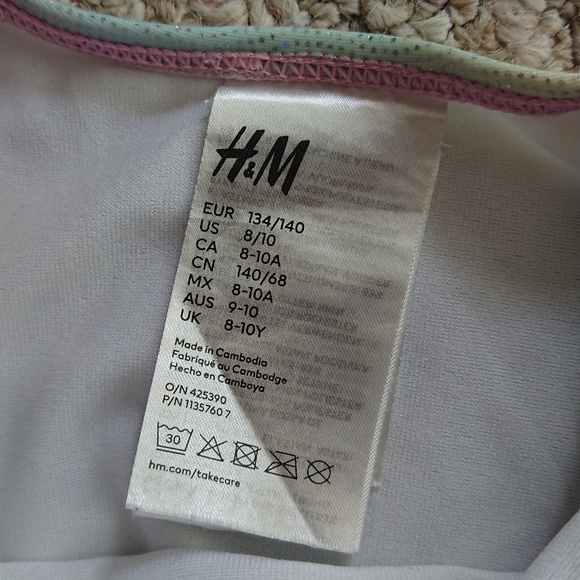 H&M
EUR 134/140
US 8/10
CA 8-10A
CN 140/68
MX 8-10A
AUS 9-10
UK 8-10Y
Made in Cambodia
Fabriqué au Cambodge
Hecho en Camboya
O/N 425390
P/N 1135760 7
30
hm.com/takecare